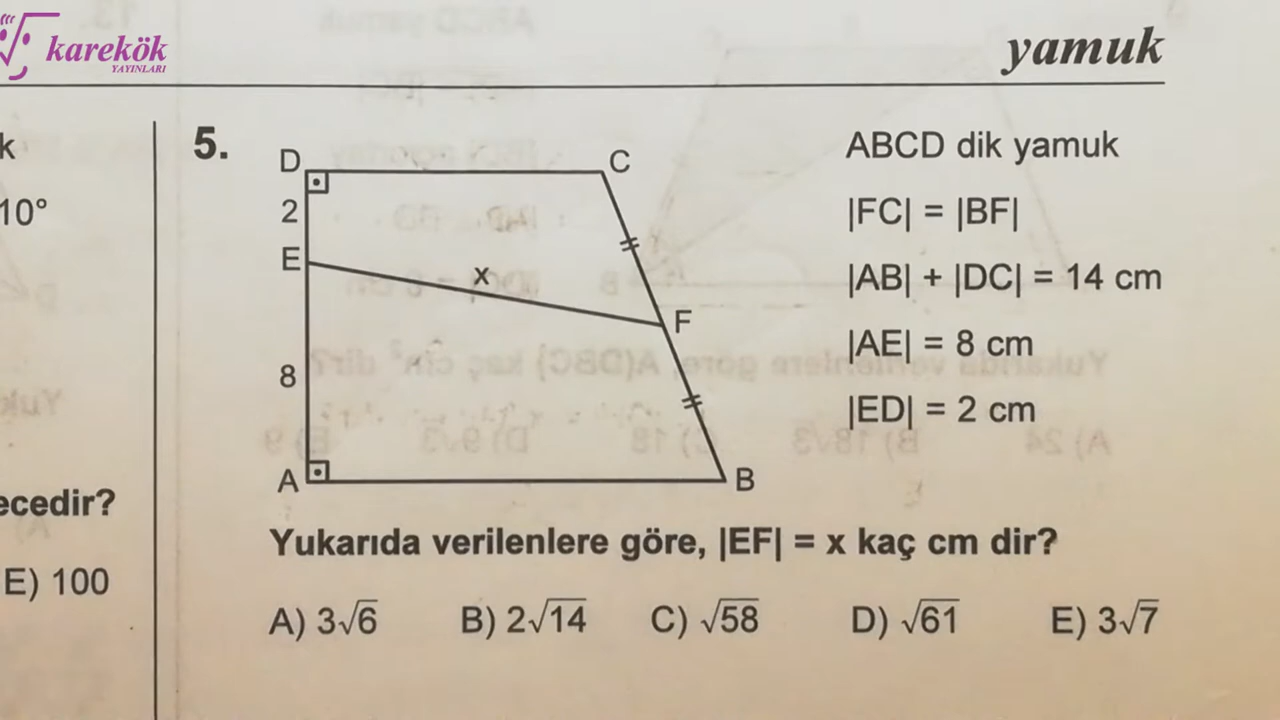 karekök
YAYINLARI
yamuk
k
10°
ecedir?
E) 100
5.
D
C
2
E
x
F
8
A
B
ABCD dik yamuk
|FC| = |BF|
|AB| + |DC| = 14 cm
|AE| = 8 cm
|ED| = 2 cm
Yukarıda verilenlere göre, |EF| = x kaç cm dir?
A) 3√6 B) 2√14 C) √58 D) √61 E) 3√7